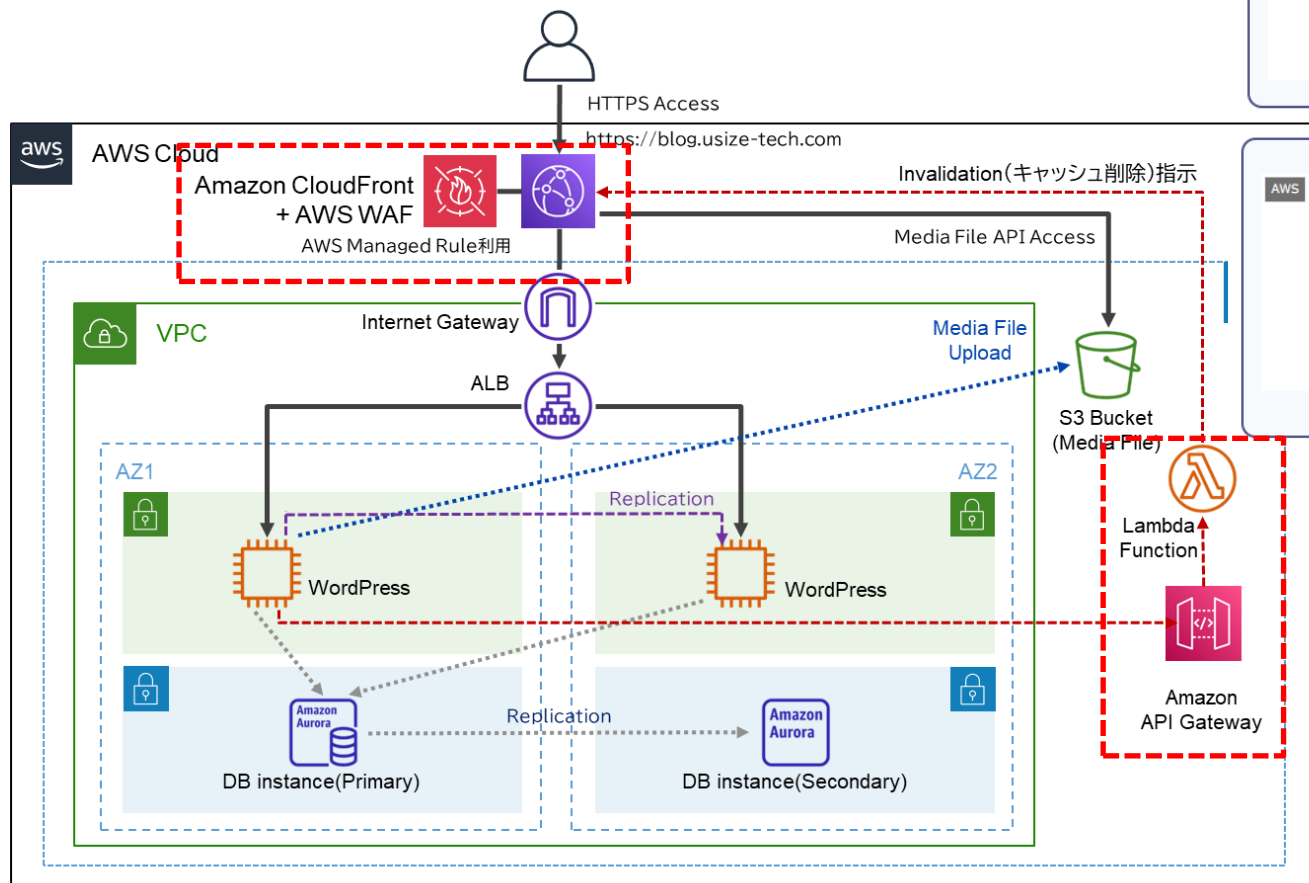 HTTPS Access
https://blog.usize-tech.com
aws
AWS Cloud
Amazon CloudFront
+ AWS WAF
AWS Managed Rule利用
Invalidation(キャッシュ削除)指示
AWS
Media File API Access
Internet Gateway
VPC
Media File
Upload
ALB
S3 Bucket
(Media File)
AZ1
AZ2
Replication
Lambda
Function
WordPress
WordPress
</>
Amazon
API Gateway
Amazon
Aurora
Replication
Amazon
Aurora
DB instance(Primary)
DB instance(Secondary)